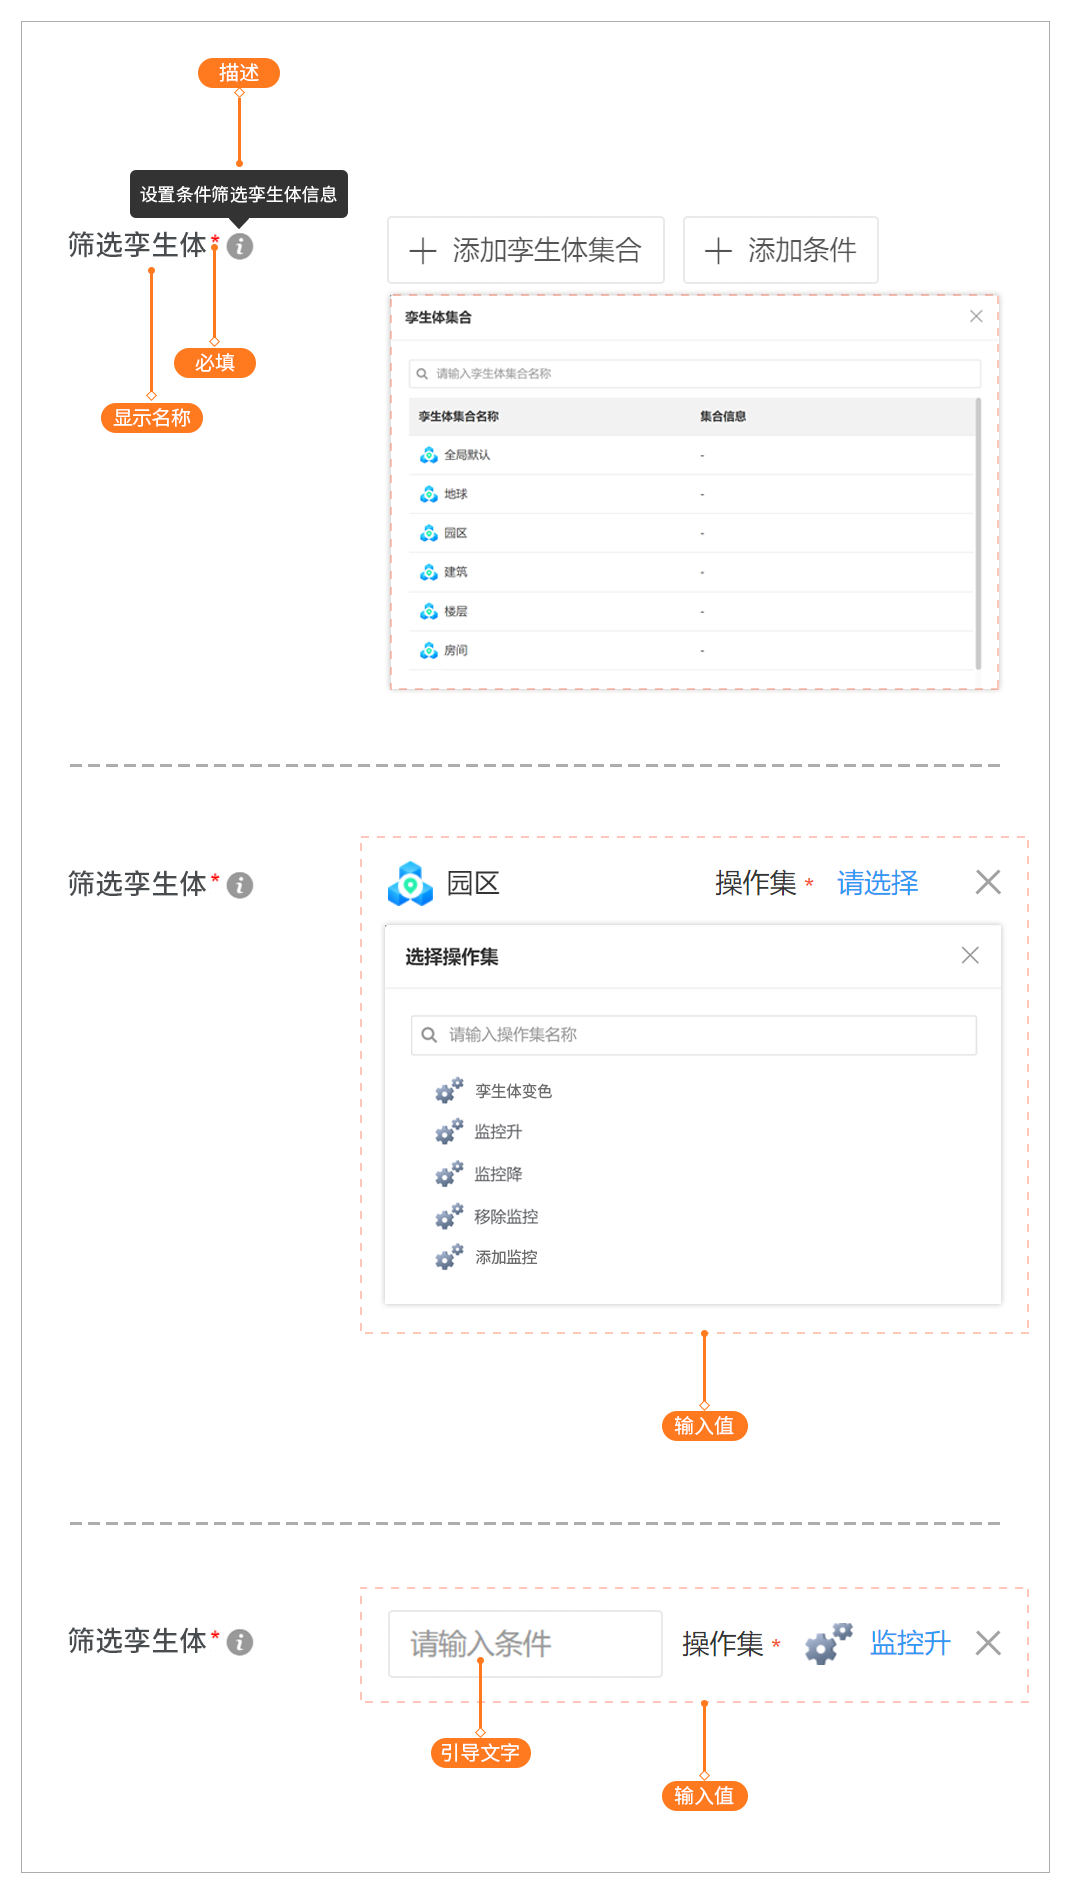 描述
设置条件筛选孪生体信息
筛选孪生体*
添加孪生体集合
添加条件
必填
显示名称
孪生体集合
请输入孪生体集合名称
孪生体集合名称 集合信息
全局默认 -
地球 -
园区 -
建筑 -
楼层 -
房间 -
筛选孪生体*
园区 操作集* 请选择
选择操作集
请输入操作集名称
孪生体变色
监控升
监控降
移除监控
添加监控
输入值
筛选孪生体*
请输入条件 操作集* 监控升
引导文字
输入值